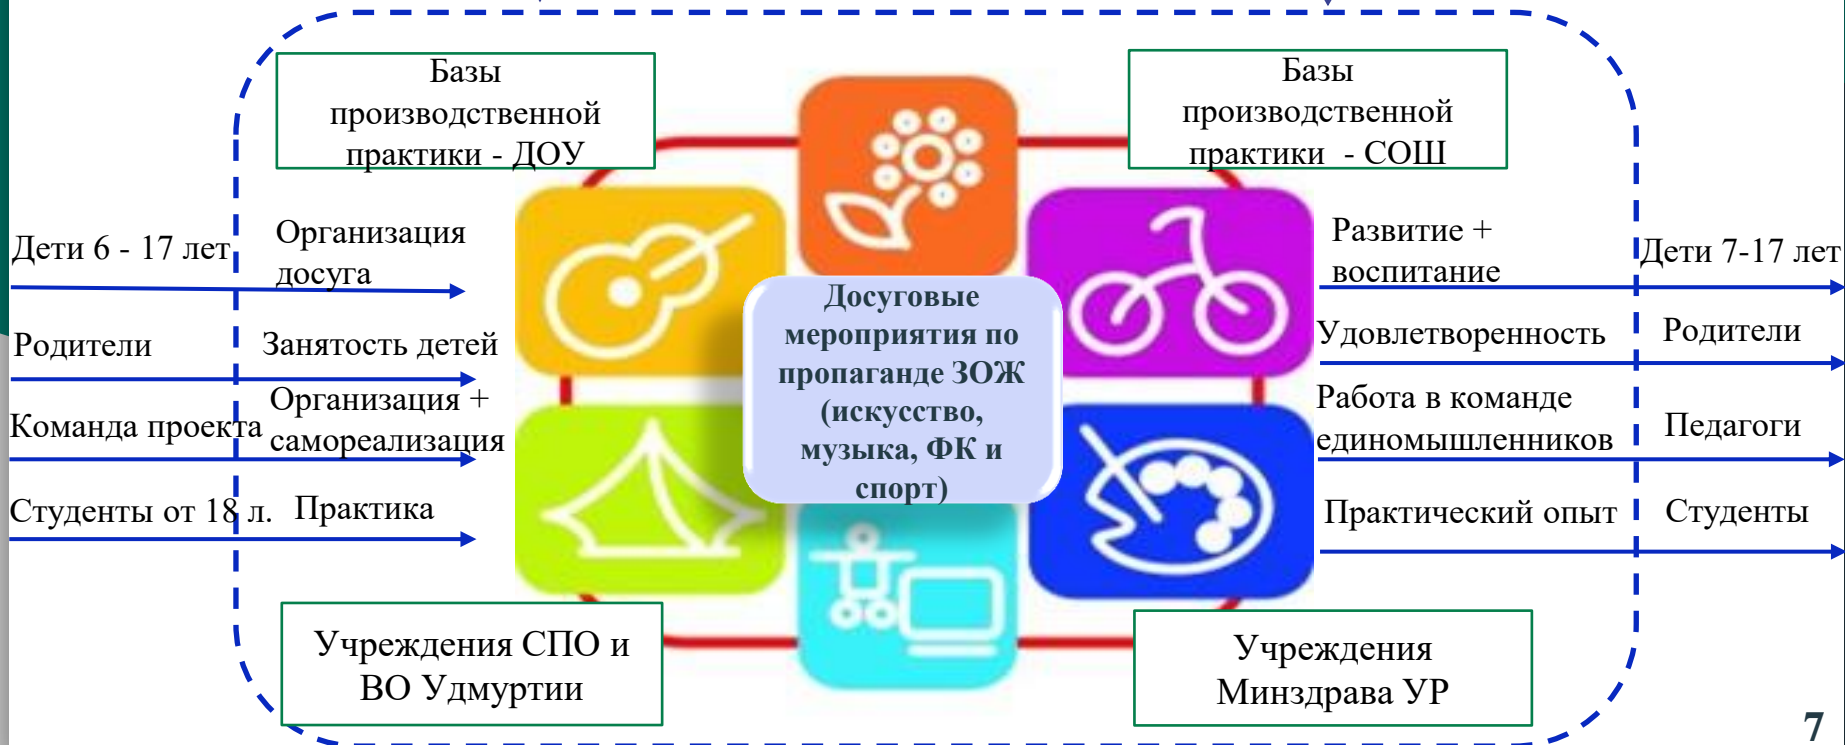 Базы
производственной
практики - ДОУ
Базы
производственной
практики - СОШ
Дети 6 - 17 лет
Организация
досуга
Родители
Занятость детей
Команда проекта
Организация +
самореализация
Студенты от 18 л.
Практика
Досуговые
мероприятия по
пропаганде ЗОЖ
(искусство,
музыка, ФК и
спорт)
Развитие +
воспитание
Дети 7-17 лет
Удовлетворенность
Родители
Работа в команде
единомышленников
Педагоги
Практический опыт
Студенты
Учреждения СПО и
ВО Удмуртии
Учреждения
Минздрава УР
7